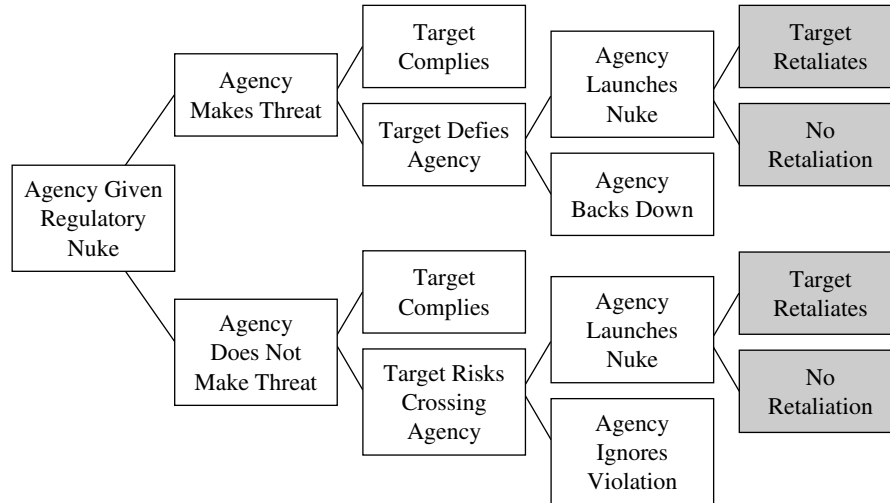 Agency Given
Regulatory
Nuke
Agency
Makes Threat
Target
Complies
Target Defies
Agency
Agency
Launches
Nuke
Agency
Backs Down
Target
Retaliates
No
Retaliation
Agency
Does Not
Make Threat
Target
Complies
Target Risks
Crossing
Agency
Agency
Launches
Nuke
Agency
Ignores
Violation
Target
Retaliates
No
Retaliation